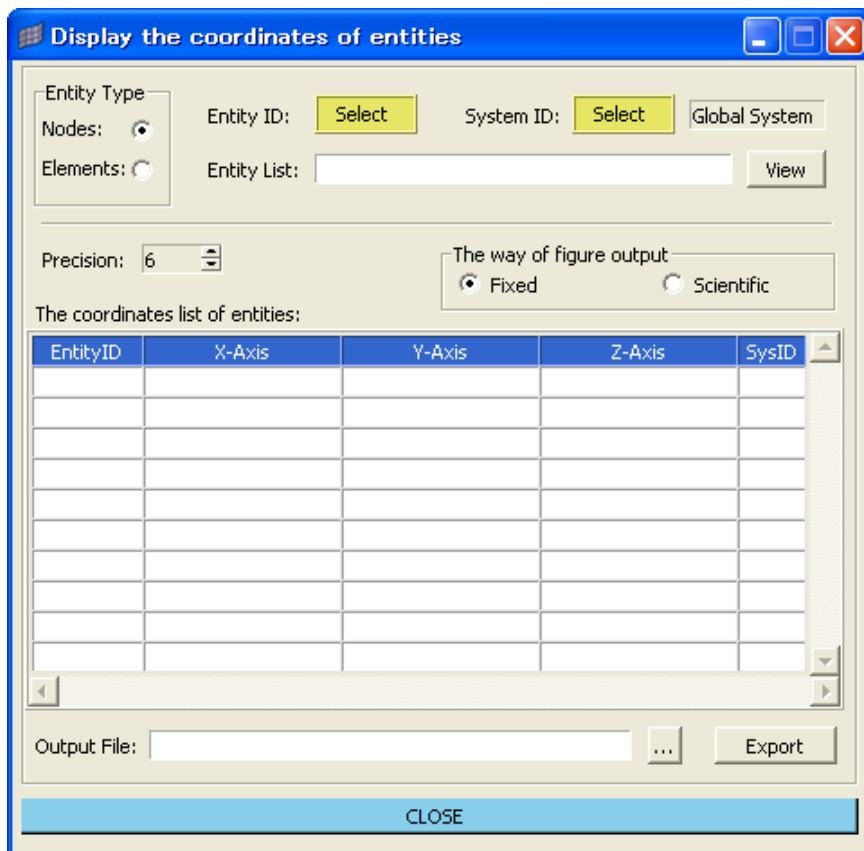 Display the coordinates of entities
Entity Type
Nodes:
Elements:
Entity ID: Select System ID: Select Global System
Entity List: View
Precision: 6
The way of figure output
Fixed Scientific
The coordinates list of entities:
EntityID X-Axis Y-Axis Z-Axis SysID
Output File: ... Export
CLOSE